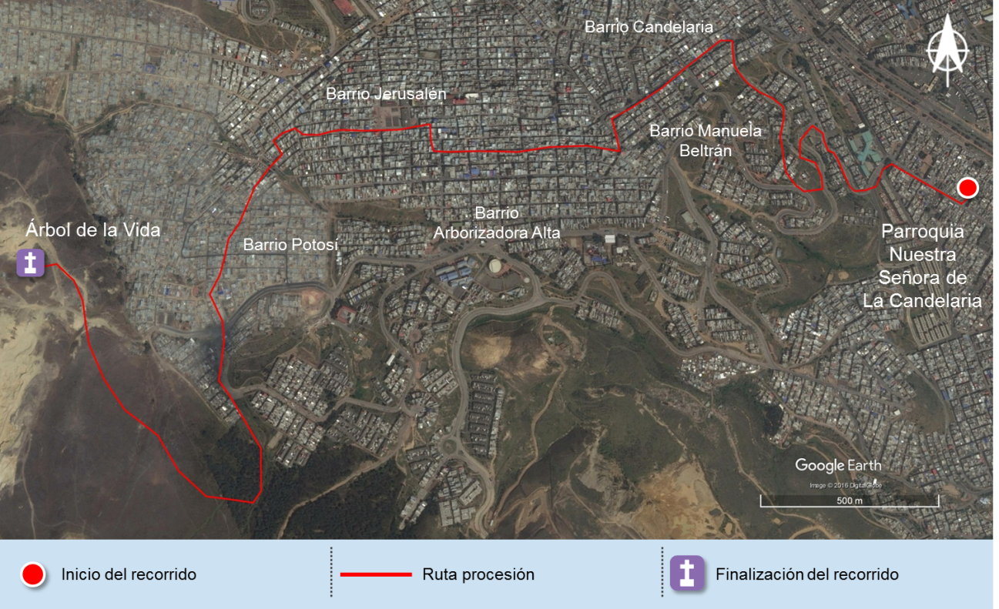 Barrio Candelaria
Barrio Jerusalén
Barrio Manuela
Beltrán
Barrio
Arborizadora Alta
Árbol de la Vida
Barrio Potosí
Parroquia
Nuestra
Señora de
La Candelaria
Google Earth
Image © 2016 DigitalGlobe
500 m
Inicio del recorrido
Ruta procesión
Finalización del recorrido